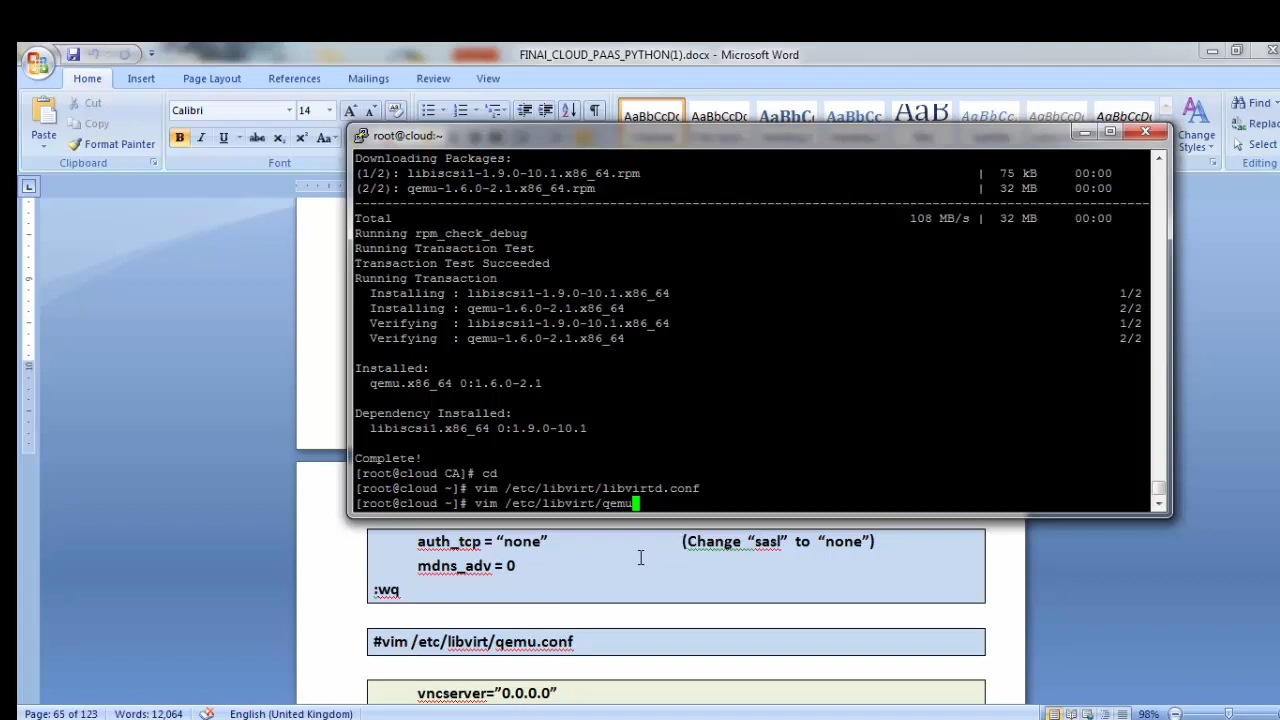 FINAL_CLOUD_PAAS_PYTHON(1).docx - Microsoft Word
Home Insert Page Layout References Mailings Review View
Paste
Cut
Copy
Format Painter
Clipboard
Calibri 14
Font
AaBbCcDc AaBbCcDc AaBbC AaBbCc AaB AaBbCc. AaBbCcDc AaBbCcDc
Change Styles
Find
Replac
Select
Editing
root@cloud:~
Downloading Packages:
(1/2): libiscsi1-1.9.0-10.1.x86_64.rpm | 75 kB 00:00
(2/2): qemu-1.6.0-2.1.x86_64.rpm | 32 MB 00:00
--------------------------------------------------------------------------------
Total 108 MB/s | 32 MB 00:00
Running rpm_check_debug
Running Transaction Test
Transaction Test Succeeded
Running Transaction
Installing : libiscsi1-1.9.0-10.1.x86_64 1/2
Installing : qemu-1.6.0-2.1.x86_64 2/2
Verifying : libiscsi1-1.9.0-10.1.x86_64 1/2
Verifying : qemu-1.6.0-2.1.x86_64 2/2
Installed:
qemu.x86_64 0:1.6.0-2.1
Dependency Installed:
libiscsi1.x86_64 0:1.9.0-10.1
Complete!
[root@cloud CA]# cd
[root@cloud ~]# vim /etc/libvirt/libvirtd.conf
[root@cloud ~]# vim /etc/libvirt/qemu
auth_tcp = “none” (Change “sasl” to “none”)
mdns_adv = 0
:wq
#vim /etc/libvirt/qemu.conf
vncserver=”0.0.0.0”
Page: 65 of 123 Words: 12,064 English (United Kingdom) 98%